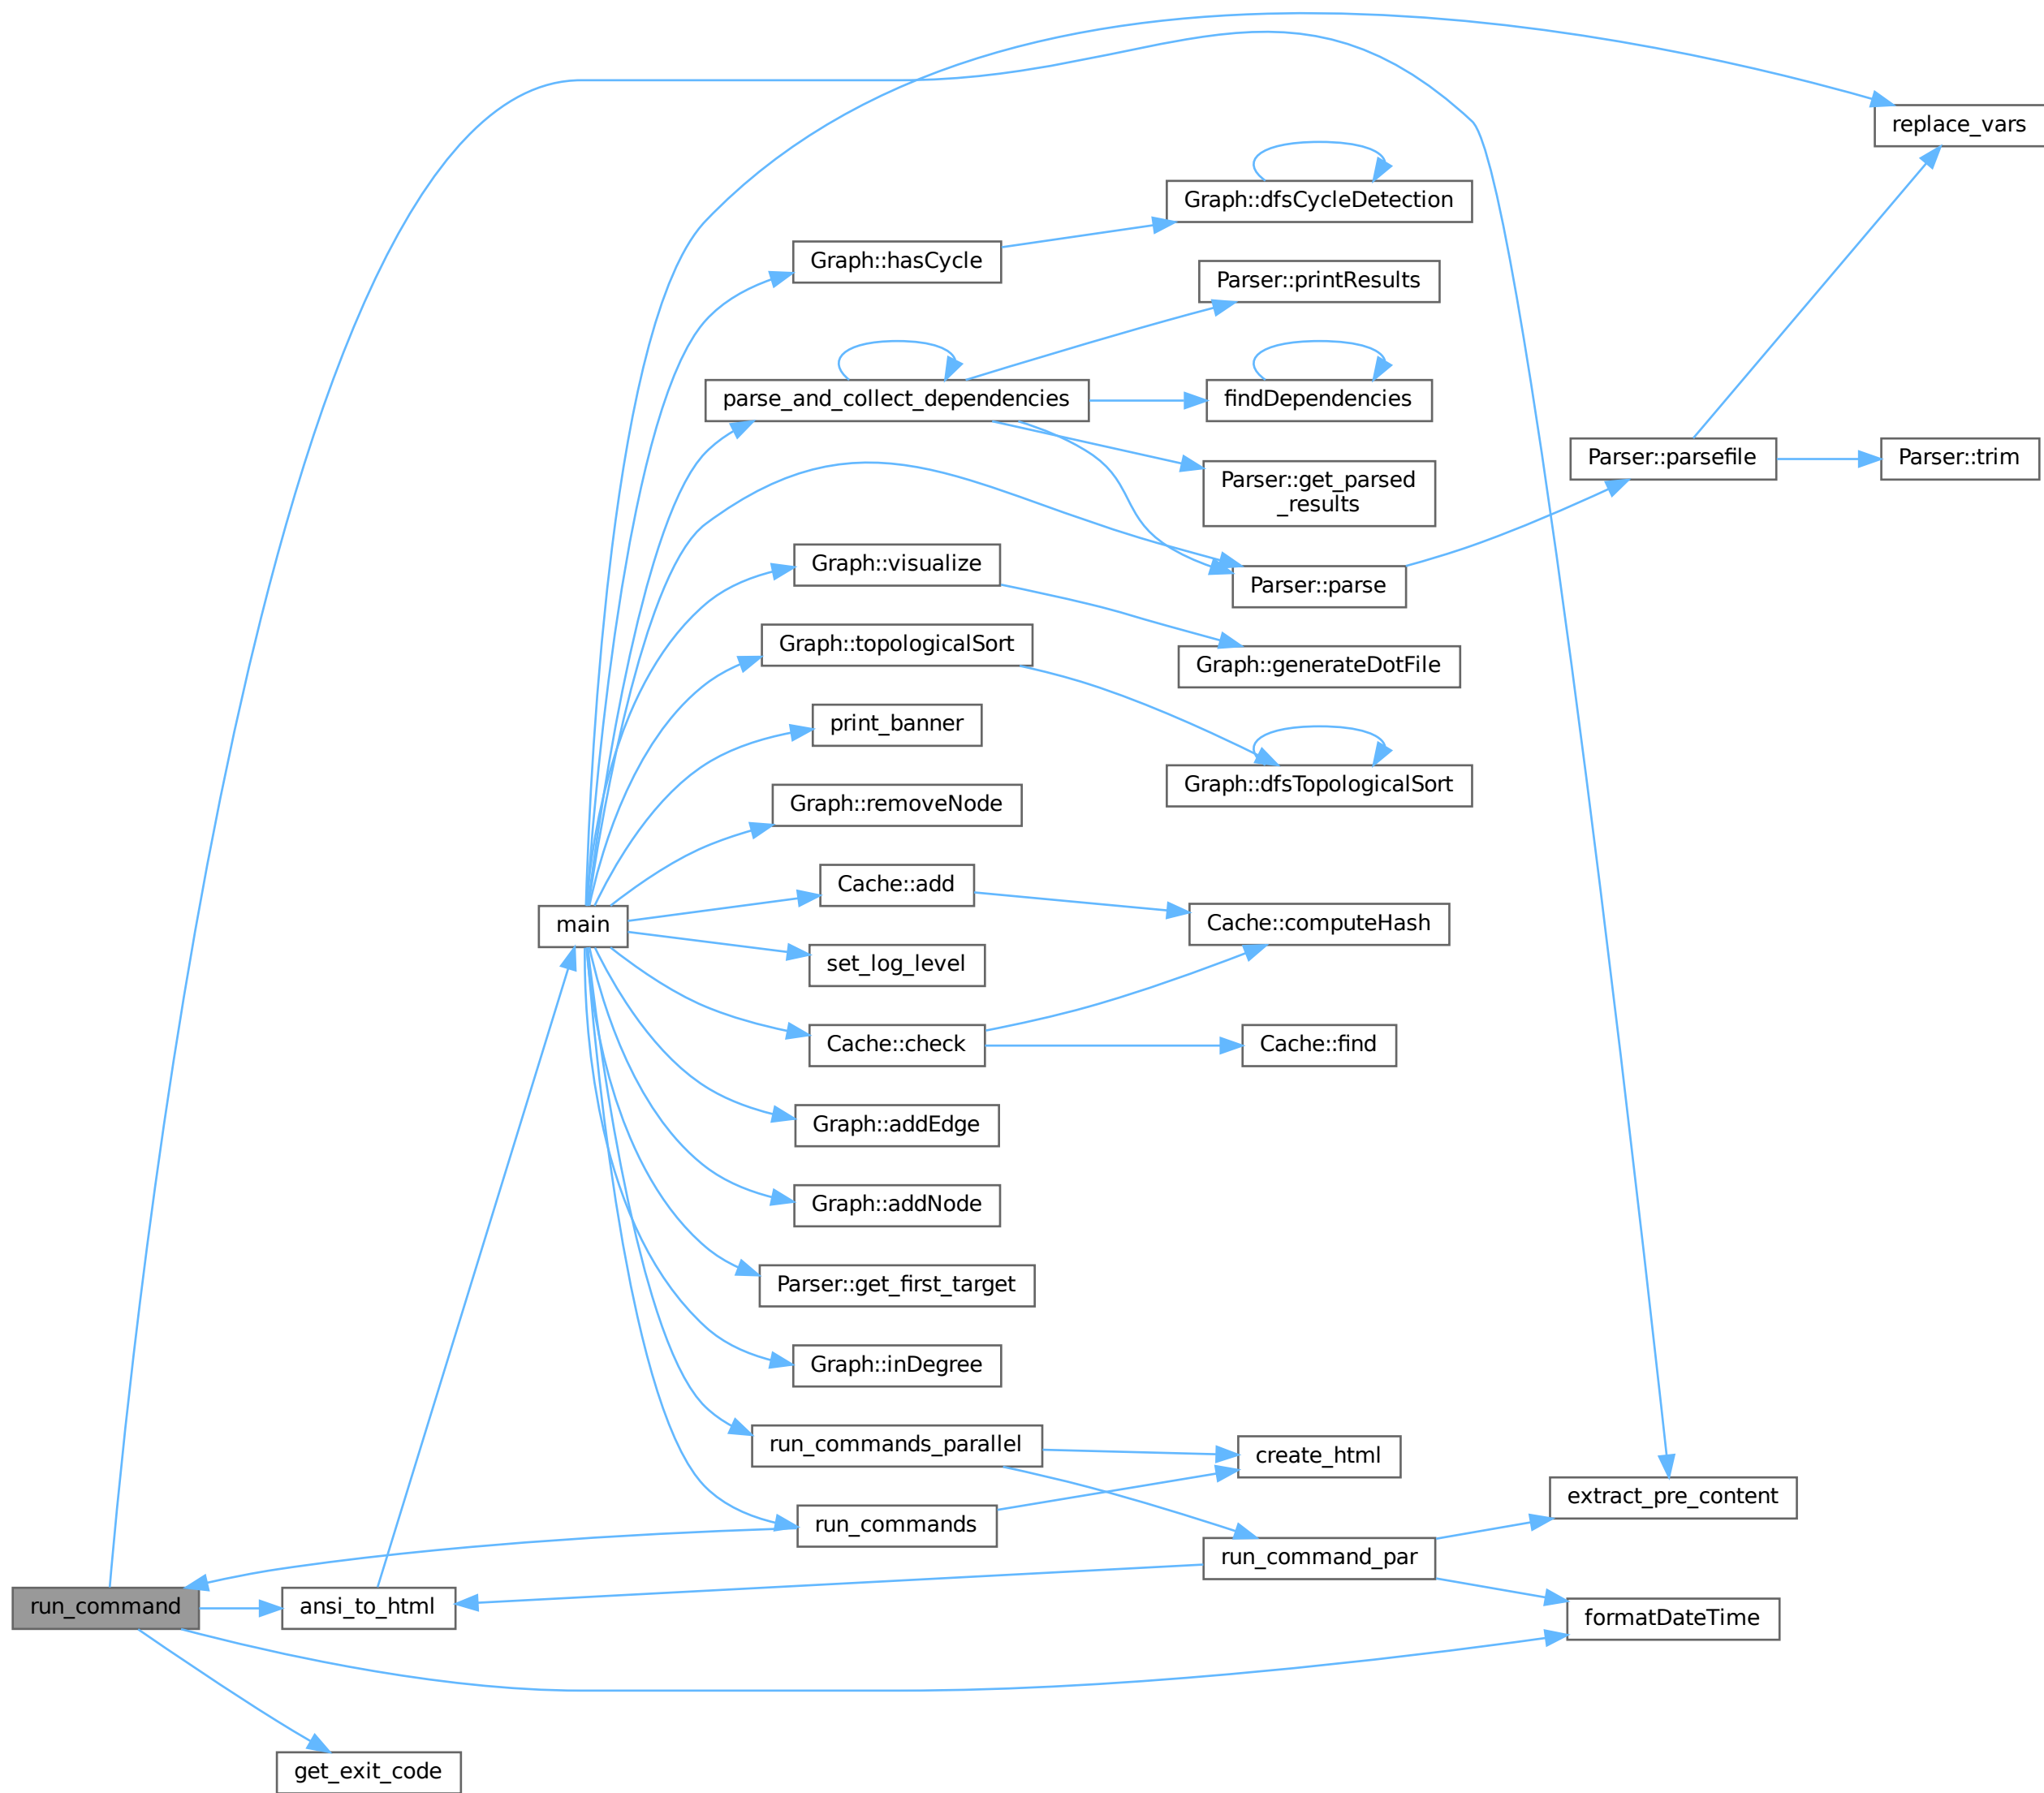 replace_vars
Graph::dfsCycleDetection
Graph::hasCycle
Parser::printResults
parse_and_collect_dependencies
findDependencies
Parser::parsefile
Parser::trim
Parser::get_parsed
_results
Graph::visualize
Parser::parse
Graph::topologicalSort
Graph::generateDotFile
print_banner
Graph::dfsTopologicalSort
Graph::removeNode
Cache::add
main
Cache::computeHash
set_log_level
Cache::check
Cache::find
Graph::addEdge
Graph::addNode
Parser::get_first_target
Graph::inDegree
run_commands_parallel
create_html
extract_pre_content
run_commands
run_command_par
run_command
ansi_to_html
formatDateTime
get_exit_code